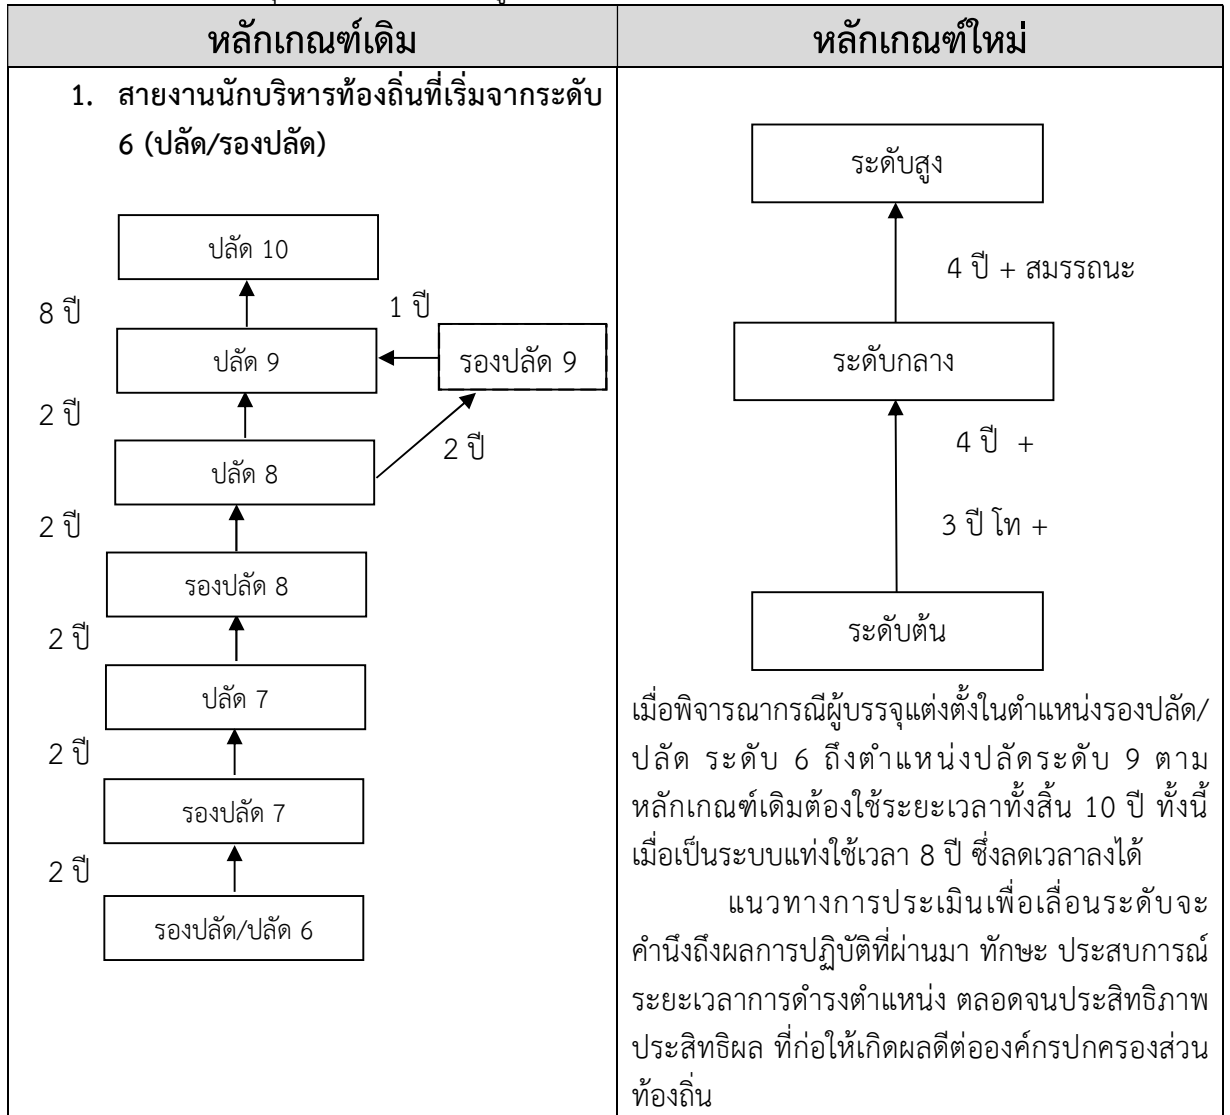 หลักเกณฑ์เดิม
หลักเกณฑ์ใหม่
1. สายงานนักบริหารท้องถิ่นที่เริ่มจากระดับ
6 (ปลัด/รองปลัด)
ปลัด 10
8 ปี
1 ปี
ปลัด 9
รองปลัด 9
2 ปี
2 ปี
ปลัด 8
2 ปี
รองปลัด 8
2 ปี
ปลัด 7
2 ปี
รองปลัด 7
2 ปี
รองปลัด/ปลัด 6
ระดับสูง
4 ปี + สมรรถนะ
ระดับกลาง
4 ปี +
3 ปี โท +
ระดับต้น
เมื่อพิจารณากรณีผู้บรรจุแต่งตั้งในตำแหน่งรองปลัด/
ปลัด ระดับ 6 ถึงตำแหน่งปลัดระดับ 9 ตาม
หลักเกณฑ์เดิมต้องใช้ระยะเวลาทั้งสิ้น 10 ปี ทั้งนี้
เมื่อเป็นระบบแท่งใช้เวลา 8 ปี ซึ่งลดเวลาลงได้
แนวทางการประเมินเพื่อเลื่อนระดับจะ
คำนึงถึงผลการปฏิบัติที่ผ่านมา ทักษะ ประสบการณ์
ระยะเวลาการดำรงตำแหน่ง ตลอดจนประสิทธิภาพ
ประสิทธิผล ที่ก่อให้เกิดผลดีต่อองค์กรปกครองส่วน
ท้องถิ่น